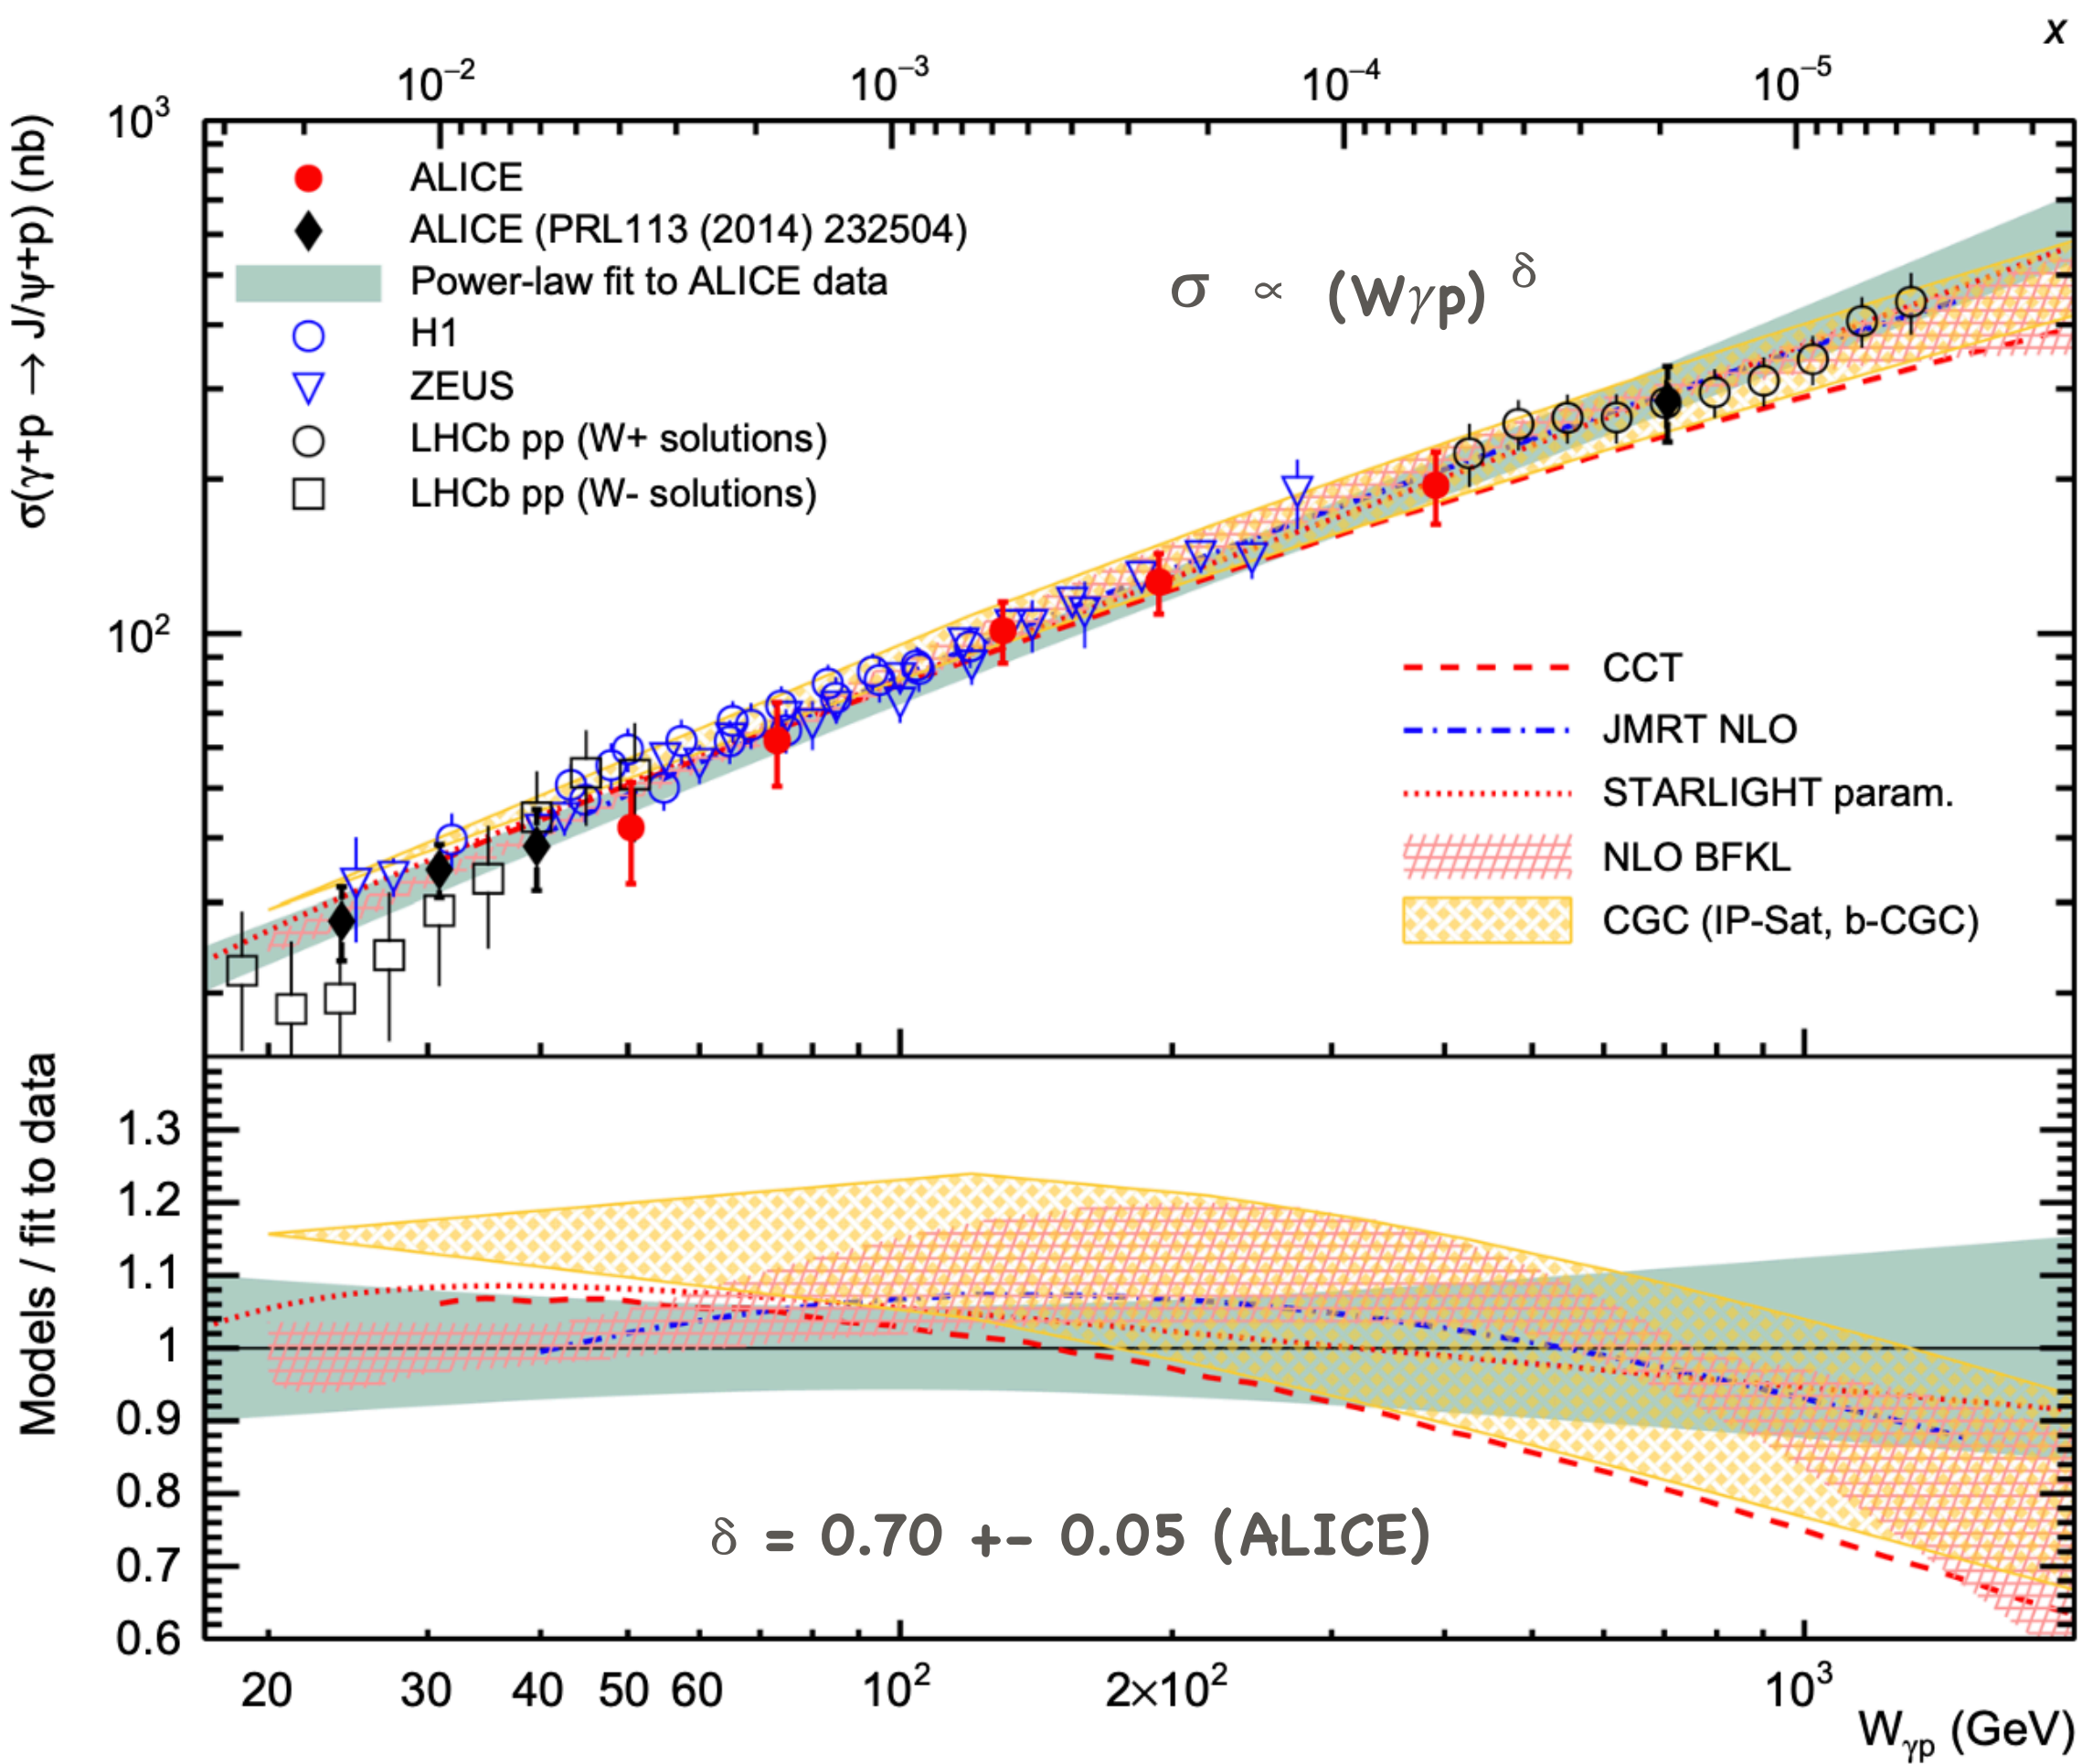 x
10⁻² 10⁻³ 10⁻⁴ 10⁻⁵
σ(γ+p → J/ψ+p) (nb)
10³
10²
ALICE
ALICE (PRL113 (2014) 232504)
Power-law fit to ALICE data
H1
ZEUS
LHCb pp (W+ solutions)
LHCb pp (W- solutions)
σ ∝ (Wγp) δ
CCT
JMRT NLO
STARLIGHT param.
NLO BFKL
CGC (IP-Sat, b-CGC)
Models / fit to data
1.3
1.2
1.1
1
0.9
0.8
0.7
0.6
δ = 0.70 +- 0.05 (ALICE)
20 30 40 50 60 10² 2×10² 10³
Wγp (GeV)